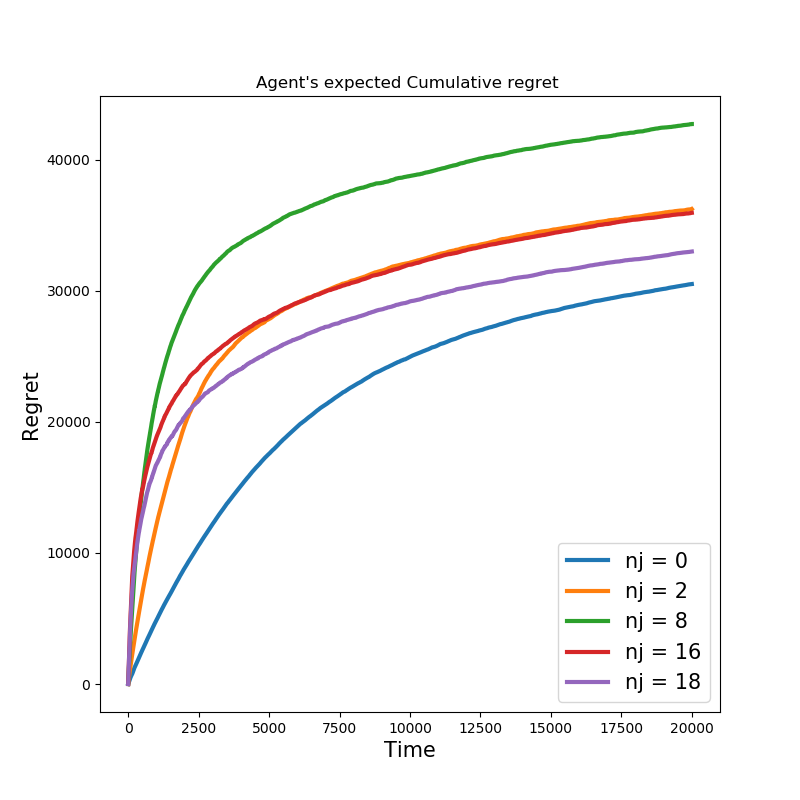 Agent's expected Cumulative regret
40000
30000
20000
10000
0
Regret
nj = 0
nj = 2
nj = 8
nj = 16
nj = 18
0 2500 5000 7500 10000 12500 15000 17500 20000
Time